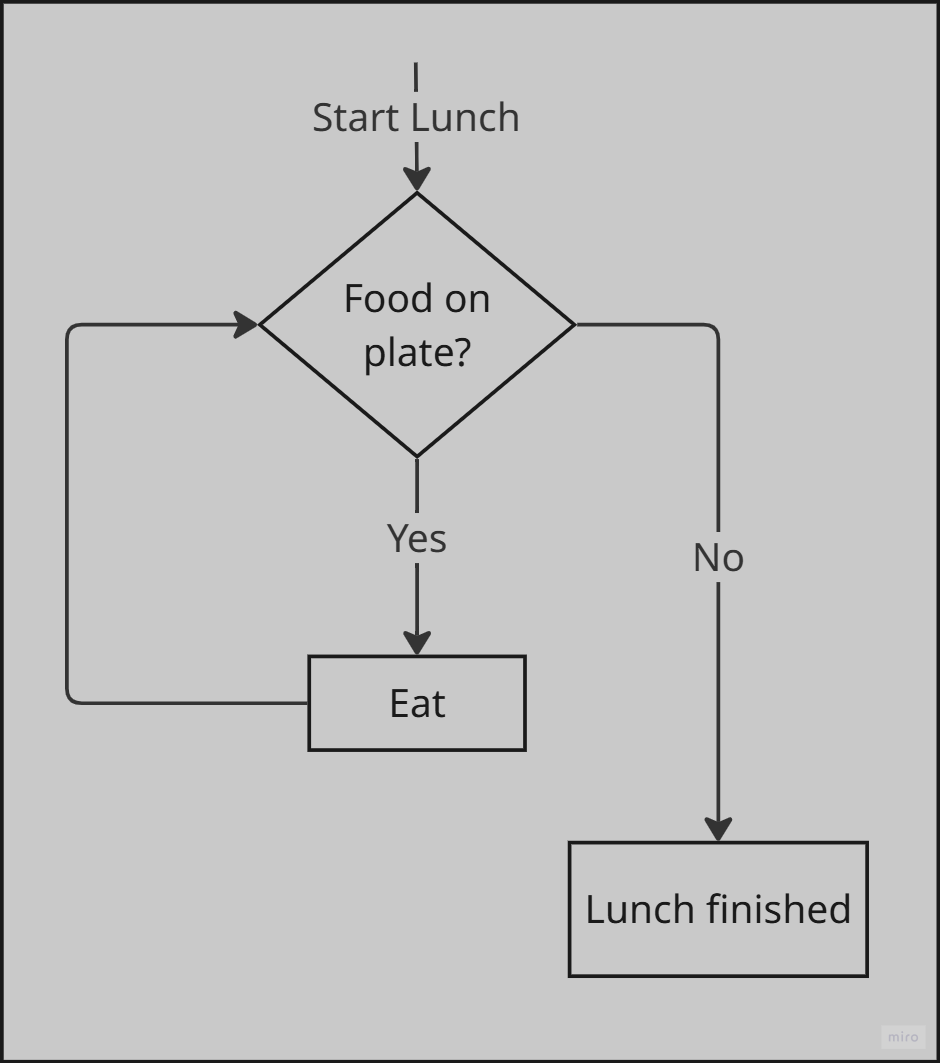 Start Lunch
Food on
plate?
Yes
No
Eat
Lunch finished
miro